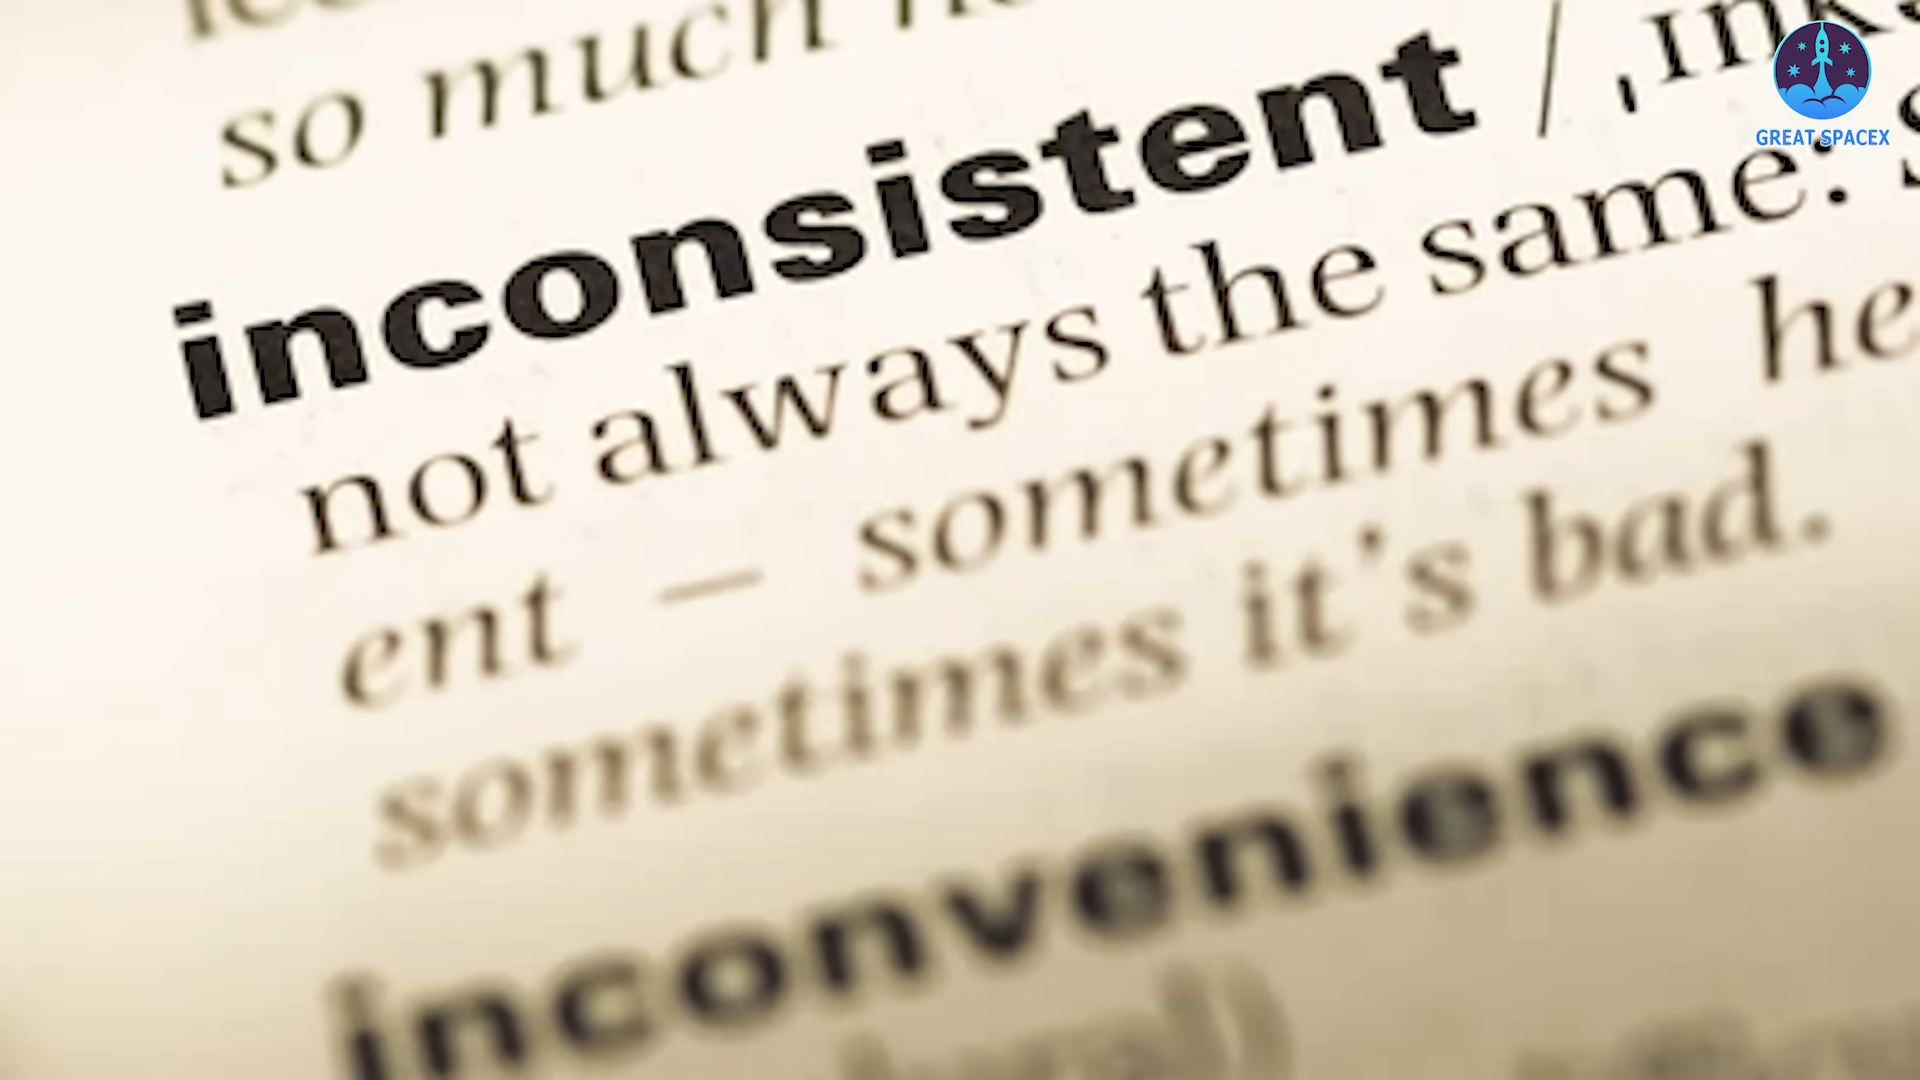 so much
inconsistent /ˌɪnk
not always the same:
ent – sometimes he
sometimes it's bad.
inconvenience
GREAT SPACEX